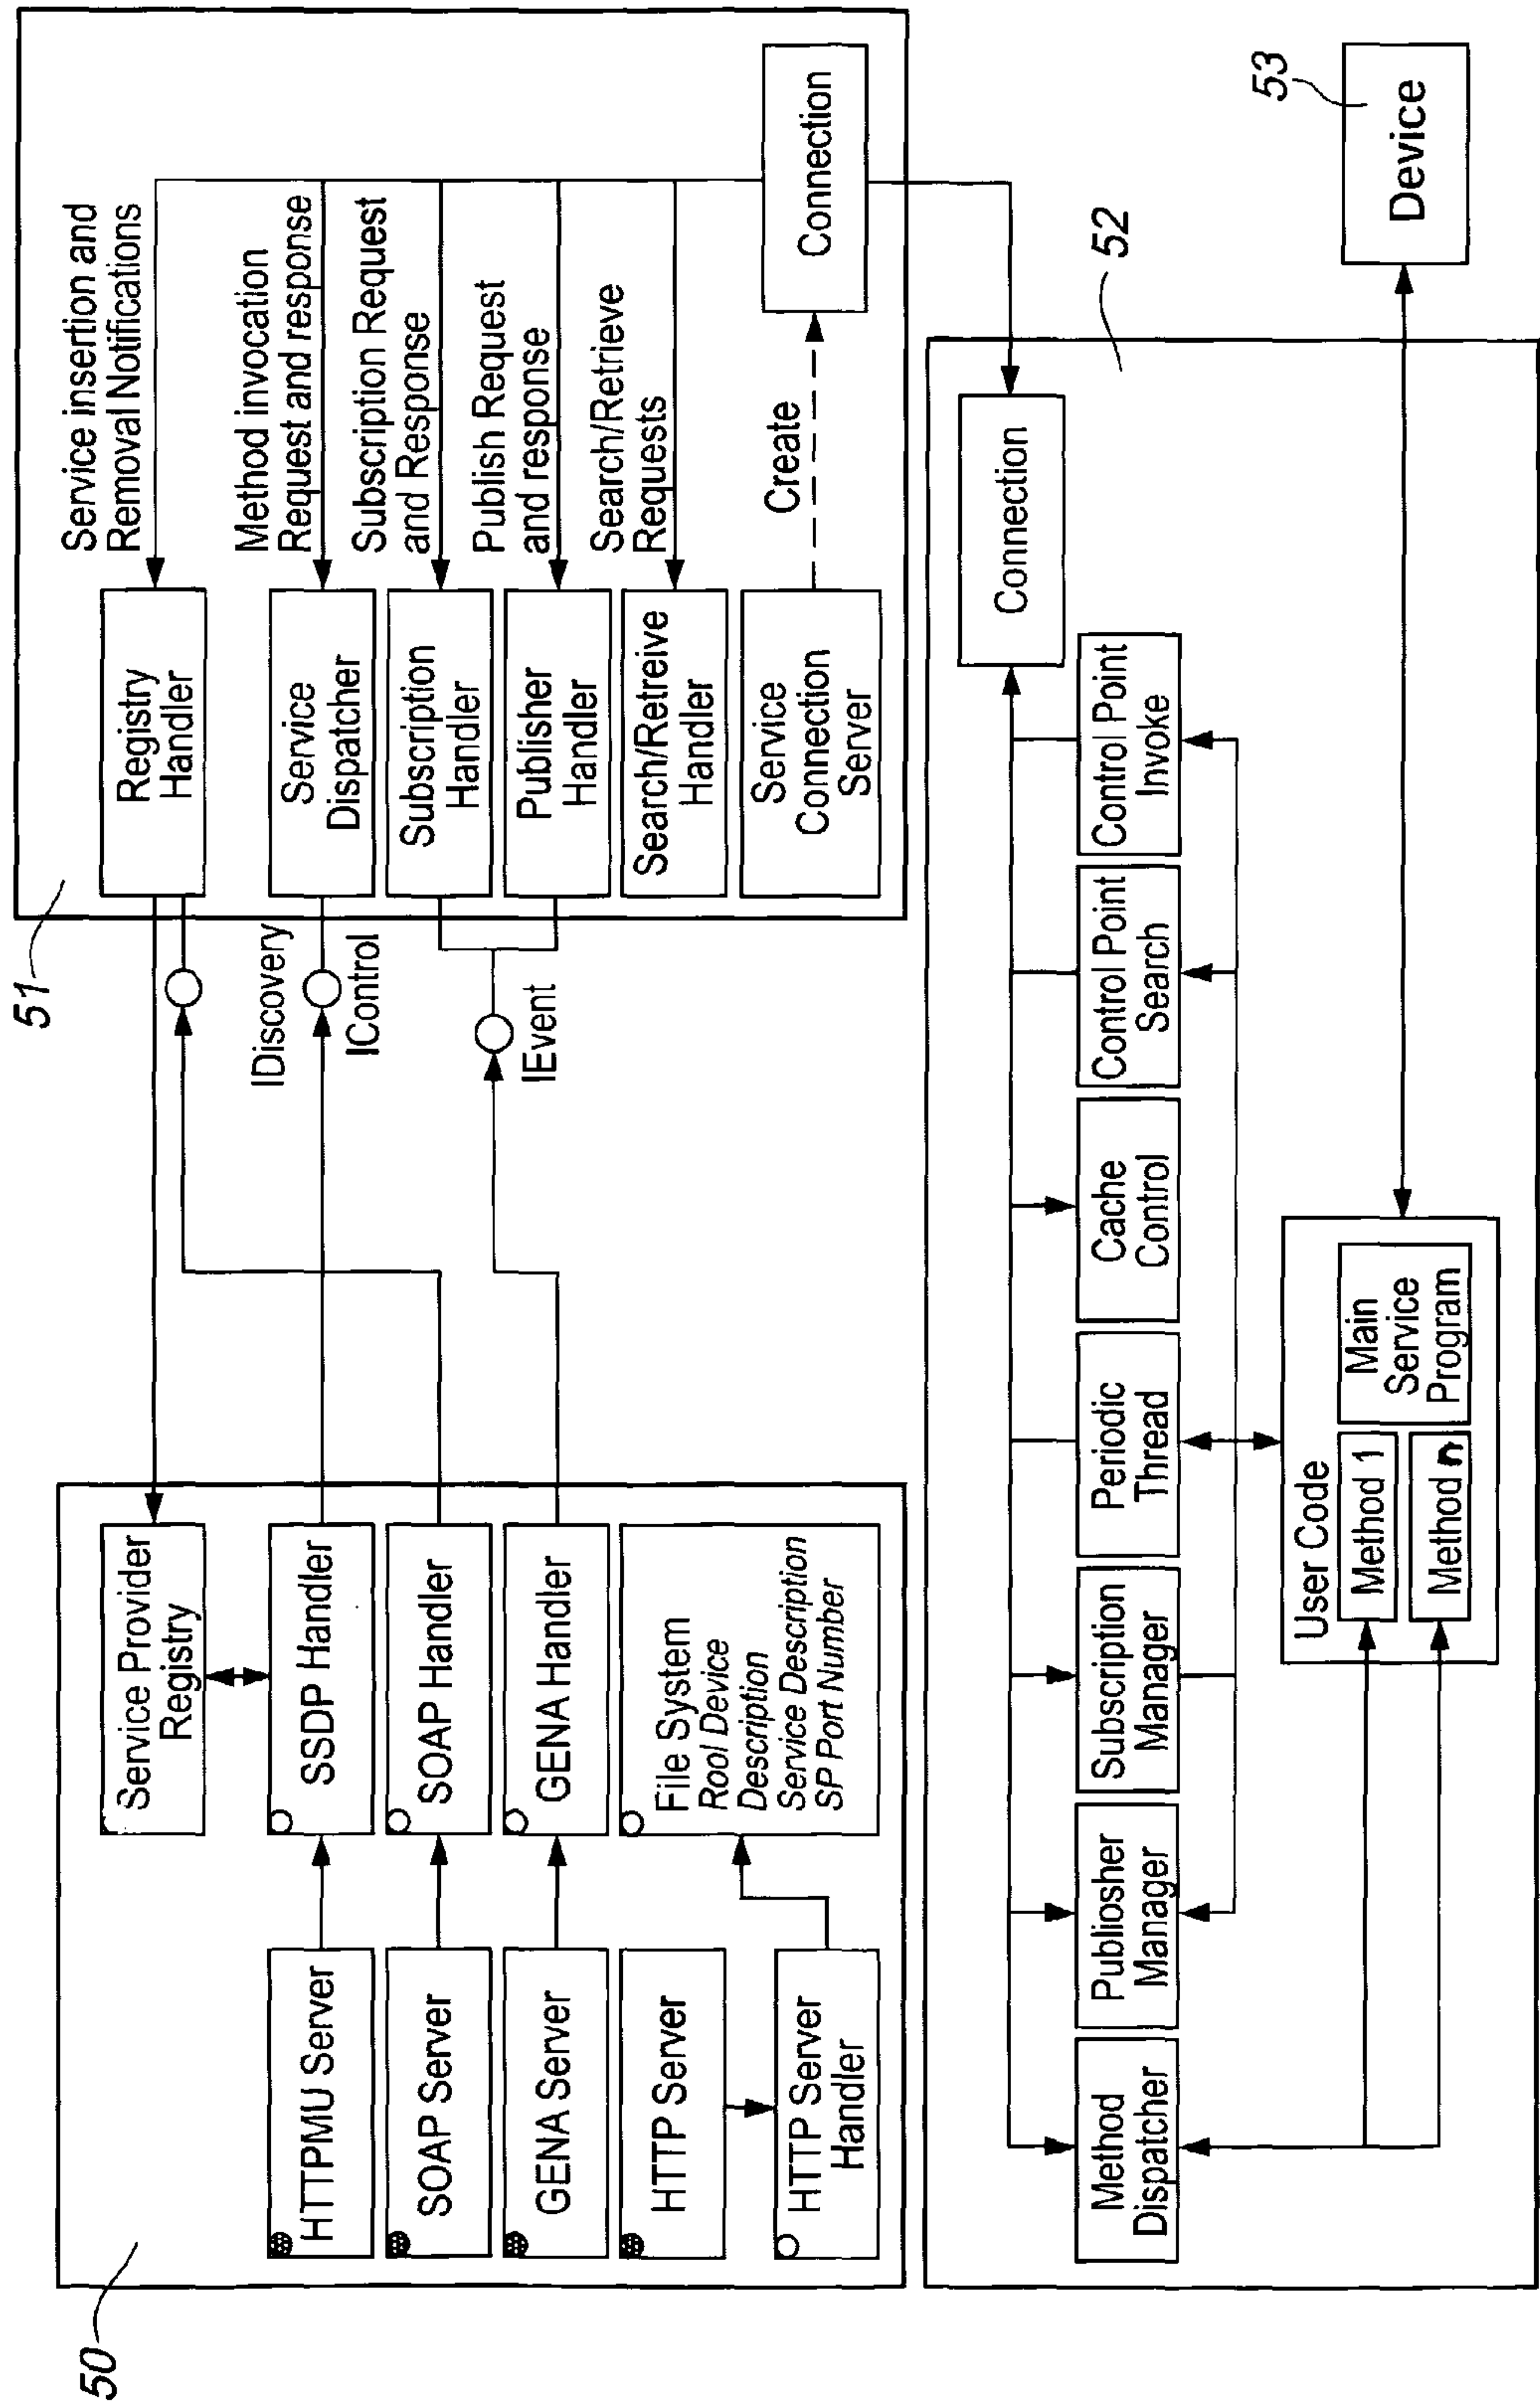 50
HTTPMU Server
SOAP Server
GENA Server
HTTP Server
HTTP Server
Handler
Service Provider
Registry
SSDP Handler
SOAP Handler
GENA Handler
File System
Rool Device
Description
Service Description
SP Port Number
51
IDiscovery
IControl
IEvent
Registry
Handler
Service
Dispatcher
Subscription
Handler
Publisher
Handler
Search/Retreive
Handler
Service
Connection
Server
Service insertion and
Removal Notifications
Method invocation
Request and response
Subscription Request
and Response
Publish Request
and response
Search/Retrieve
Requests
Create
Connection
52
Connection
Method
Dispatcher
Publiosher
Manager
Subscription
Manager
Periodic
Thread
Cache
Control
Control Point
Search
Control Point
Invoke
User Code
Method 1
Method n
Main
Service
Program
53
Device